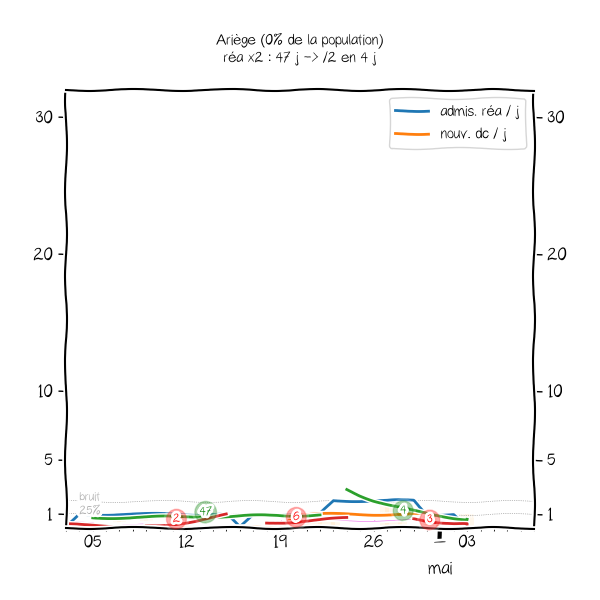 Ariège (0% de la population)
réa x2 : 47 j -> /2 en 4 j
admis. réa / j
nouv. dc / j
30 30
20 20
10 10
5 5
bruit
25%
1 1
2 47 6 4 3
05 12 19 26 03
mai